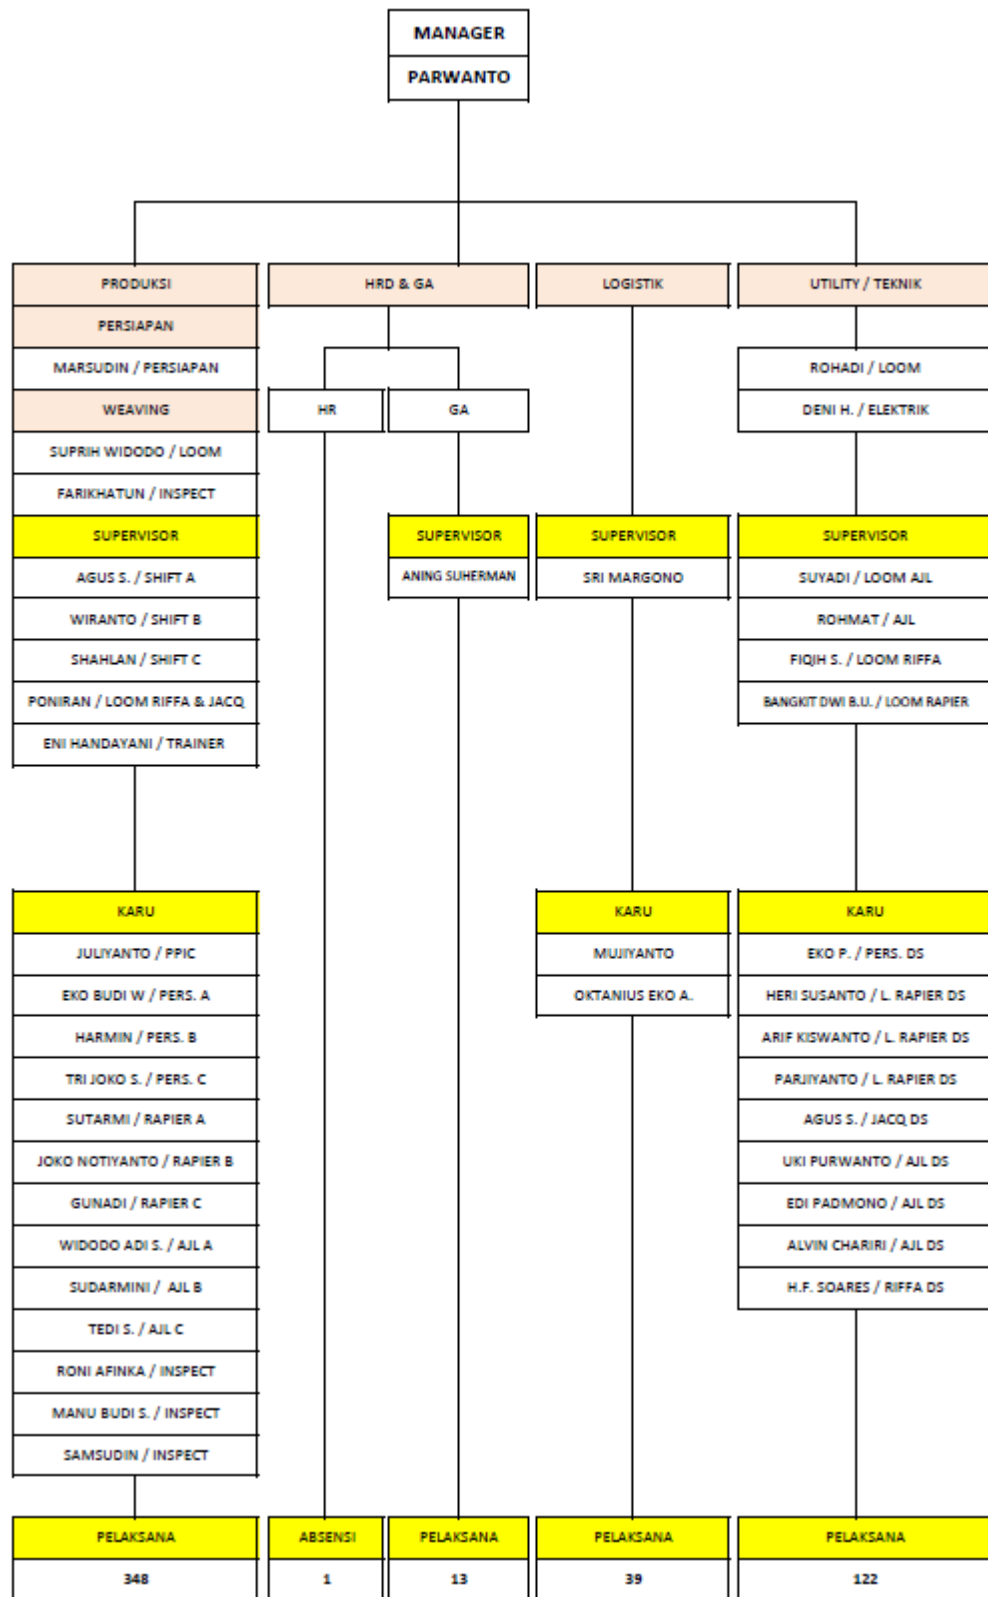 MANAGER
PARWANTO
PRODUKSI
PERSIAPAN
MARSUDIN / PERSIAPAN
WEAVING
SUPRIH WIDODO / LOOM
FARIKHATUN / INSPECT
SUPERVISOR
AGUS S. / SHIFT A
WIRANTO / SHIFT B
SHAHLAN / SHIFT C
PONIRAN / LOOM RIFFA & JACQ
ENI HANDAYANI / TRAINER
KARU
JULIYANTO / PPIC
EKO BUDI W / PERS. A
HARMIN / PERS. B
TRI JOKO S. / PERS. C
SUTARMI / RAPIER A
JOKO NOTIYANTO / RAPIER B
GUNADI / RAPIER C
WIDODO ADI S. / AJL A
SUDARMINI / AJL B
TEDI S. / AJL C
RONI AFINKA / INSPECT
MANU BUDI S. / INSPECT
SAMSUDIN / INSPECT
PELAKSANA
348
HRD & GA
HR
ABSENSI
1
GA
SUPERVISOR
ANING SUHERMAN
PELAKSANA
13
LOGISTIK
SUPERVISOR
SRI MARGONO
KARU
MUJIYANTO
OKTANIUS EKO A.
PELAKSANA
39
UTILITY / TEKNIK
ROHADI / LOOM
DENI H. / ELEKTRIK
SUPERVISOR
SUYADI / LOOM AJL
ROHMAT / AJL
FIQIH S. / LOOM RIFFA
BANGKIT DWI B.U. / LOOM RAPIER
KARU
EKO P. / PERS. DS
HERI SUSANTO / L. RAPIER DS
ARIF KISWANTO / L. RAPIER DS
PARJIYANTO / L. RAPIER DS
AGUS S. / JACQ DS
UKI PURWANTO / AJL DS
EDI PADMONO / AJL DS
ALVIN CHARIRI / AJL DS
H.F. SOARES / RIFFA DS
PELAKSANA
122